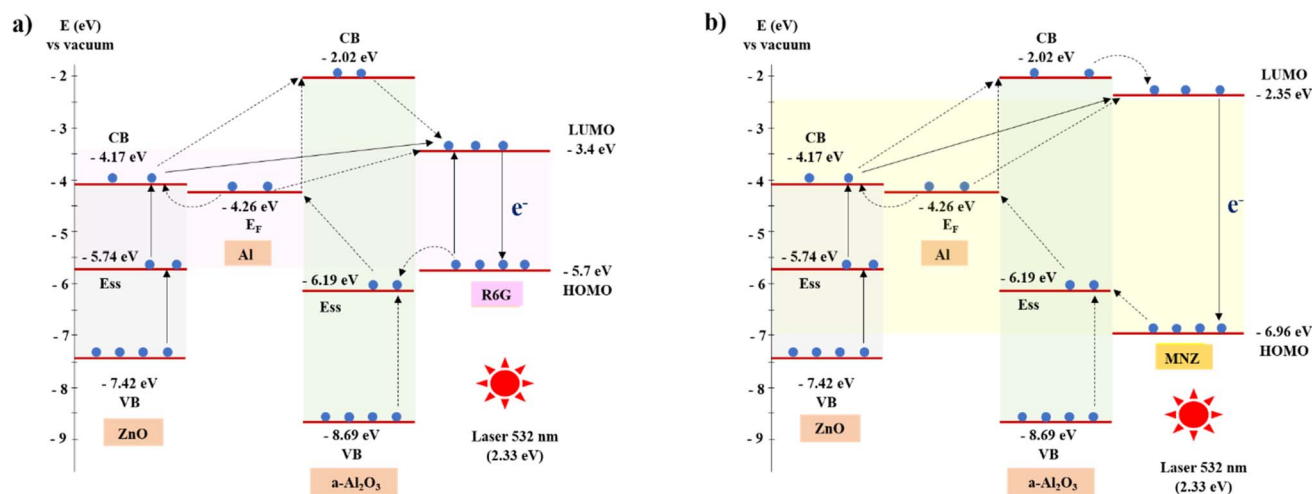 a)
E (eV)
vs vacuum
- 2
- 3
- 4
- 5
- 6
- 7
- 8
- 9
CB
- 4.17 eV
- 5.74 eV
Ess
- 7.42 eV
VB
ZnO
- 4.26 eV
E_F
Al
CB
- 2.02 eV
- 6.19 eV
Ess
- 8.69 eV
VB
a-Al₂O₃
LUMO
- 3.4 eV
e⁻
- 5.7 eV
HOMO
R6G
Laser 532 nm
(2.33 eV)
b)
E (eV)
vs vacuum
- 2
- 3
- 4
- 5
- 6
- 7
- 8
- 9
CB
- 4.17 eV
- 5.74 eV
Ess
- 7.42 eV
VB
ZnO
- 4.26 eV
E_F
Al
CB
- 2.02 eV
- 6.19 eV
Ess
- 8.69 eV
VB
a-Al₂O₃
LUMO
- 2.35 eV
e⁻
- 6.96 eV
HOMO
MNZ
Laser 532 nm
(2.33 eV)